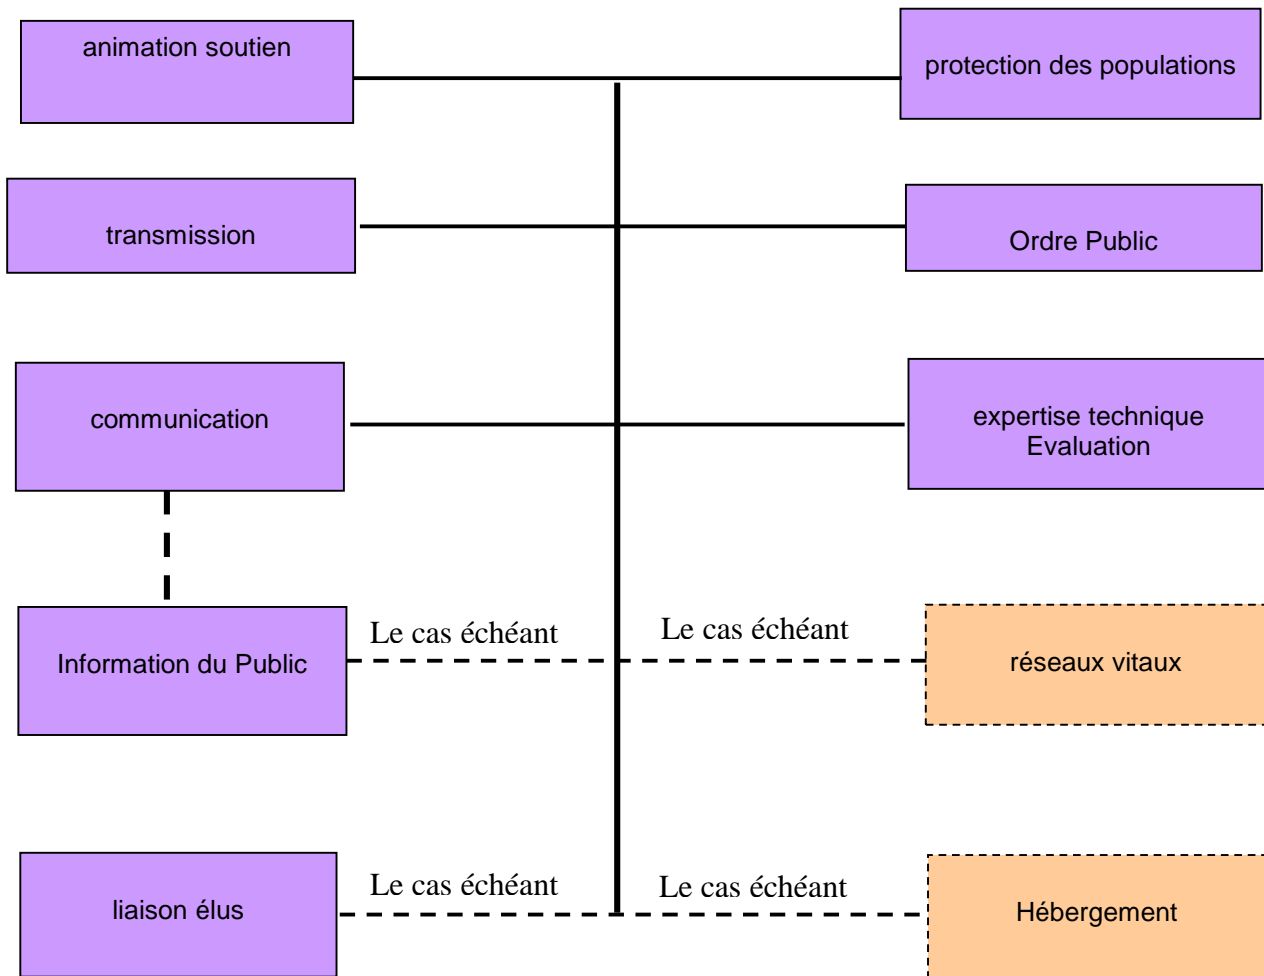 animation soutien
protection des populations
transmission
Ordre Public
communication
expertise technique
Evaluation
Information du Public
Le cas échéant
Le cas échéant
réseaux vitaux
liaison élus
Le cas échéant
Le cas échéant
Hébergement